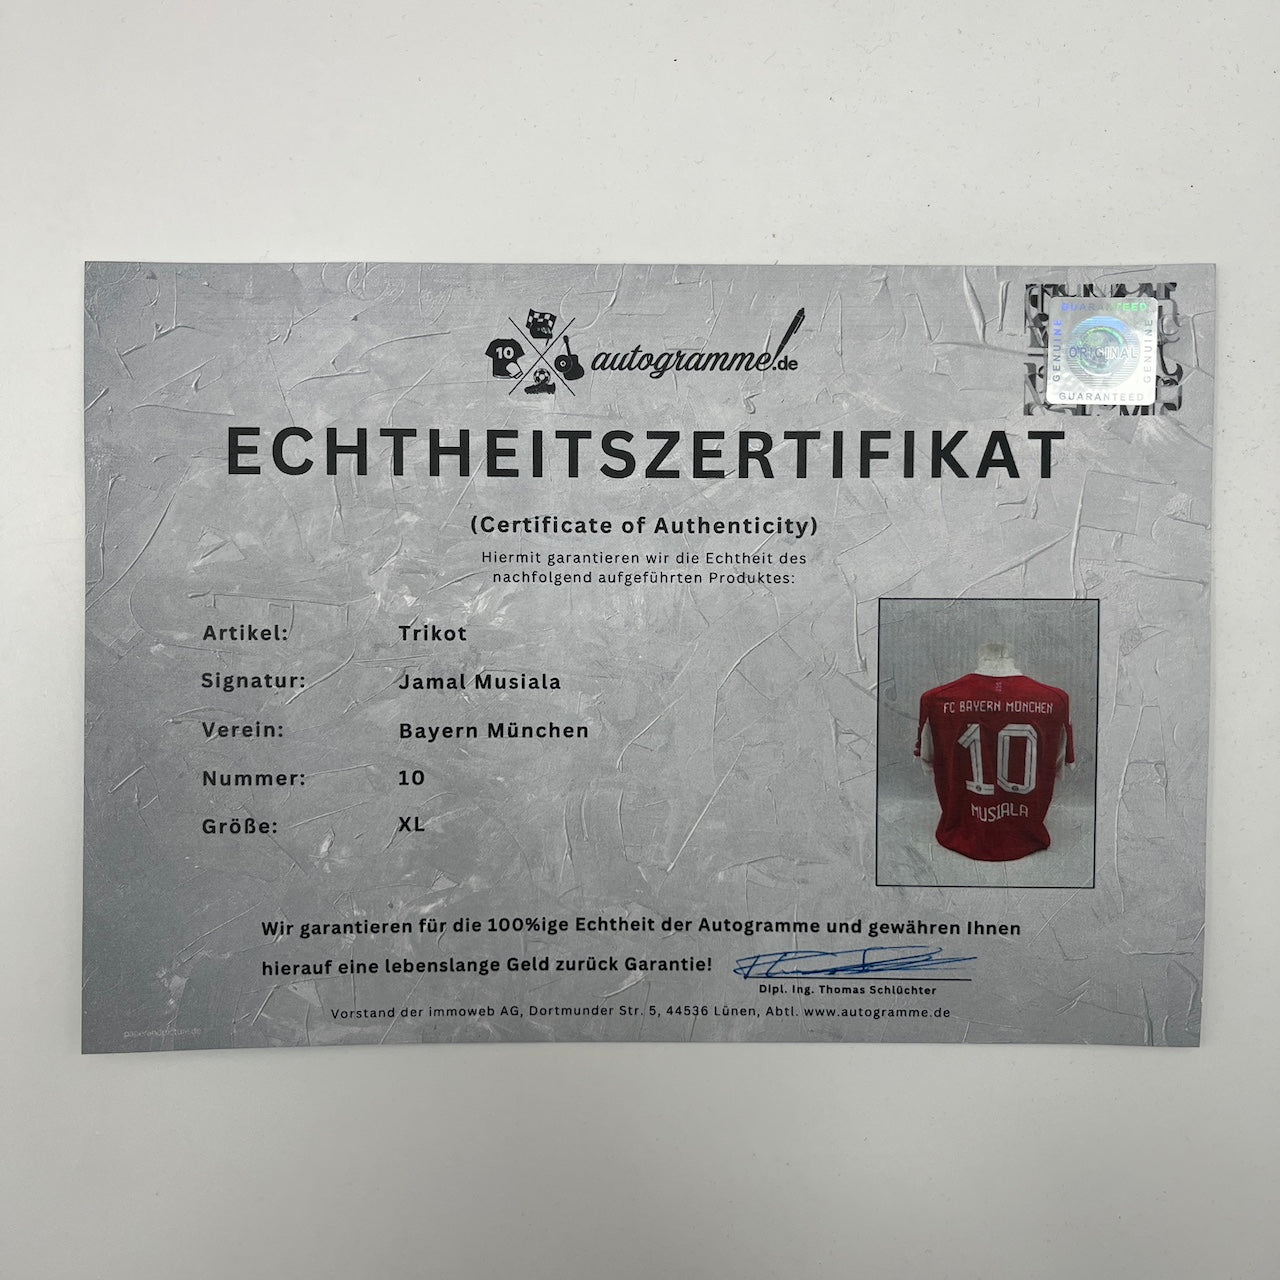 10
autogramme.de
GUARANTEED
GENUINE
ORIGINAL
GENUINE
GUARANTEED
ECHTHEITSZERTIFIKAT
(Certificate of Authenticity)
Hiermit garantieren wir die Echtheit des
nachfolgend aufgeführten Produktes:
Artikel: Trikot
Signatur: Jamal Musiala
Verein: Bayern München
Nummer: 10
Größe: XL
FC BAYERN MÜNCHEN
10
MUSIALA
Wir garantieren für die 100%ige Echtheit der Autogramme und gewähren Ihnen
hierauf eine lebenslange Geld zurück Garantie!
Dipl. Ing. Thomas Schlüchter
Vorstand der immoweb AG, Dortmunder Str. 5, 44536 Lünen, Abtl. www.autogramme.de